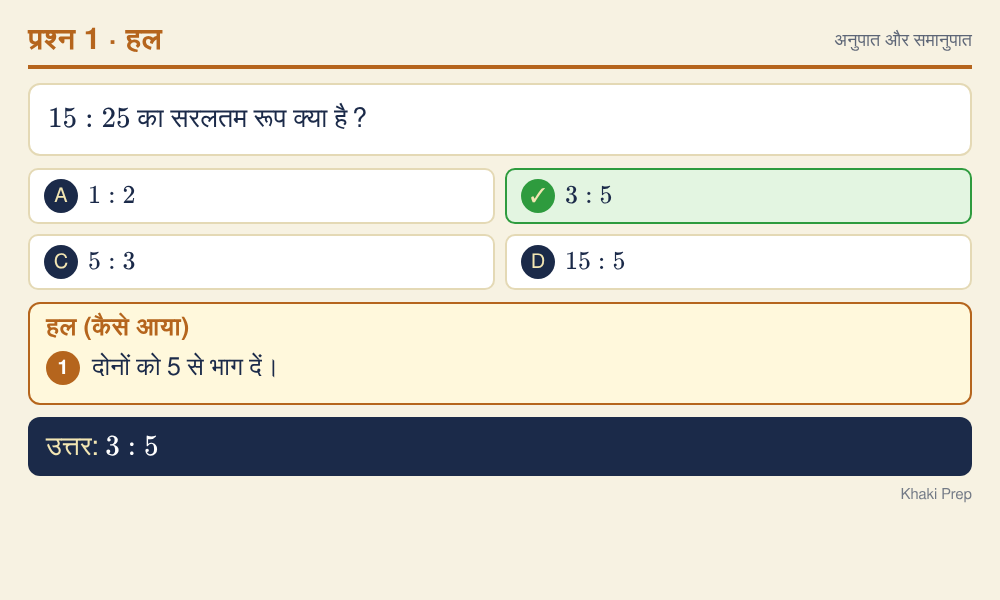 प्रश्न 1 · हल
अनुपात और समानुपात
15 : 25 का सरलतम रूप क्या है ?
A 1 : 2
✓ 3 : 5
C 5 : 3
D 15 : 5
हल (कैसे आया)
1 दोनों को 5 से भाग दें।
उत्तर: 3 : 5
Khaki Prep